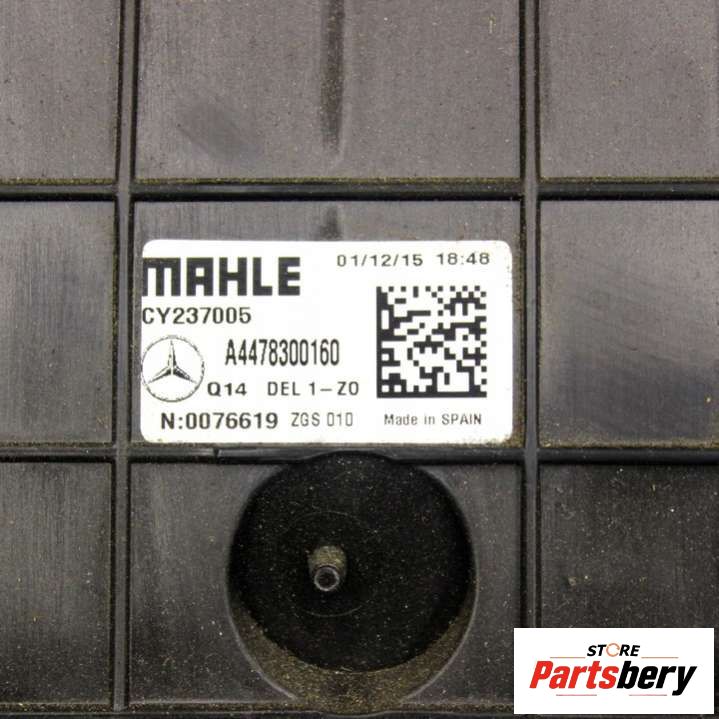 MAHLE
01/12/15 18:48
CY237005
A4478300160
Q14 DEL 1-Z0
N:0076619 ZGS 010
Made in SPAIN
STORE
Partsbery